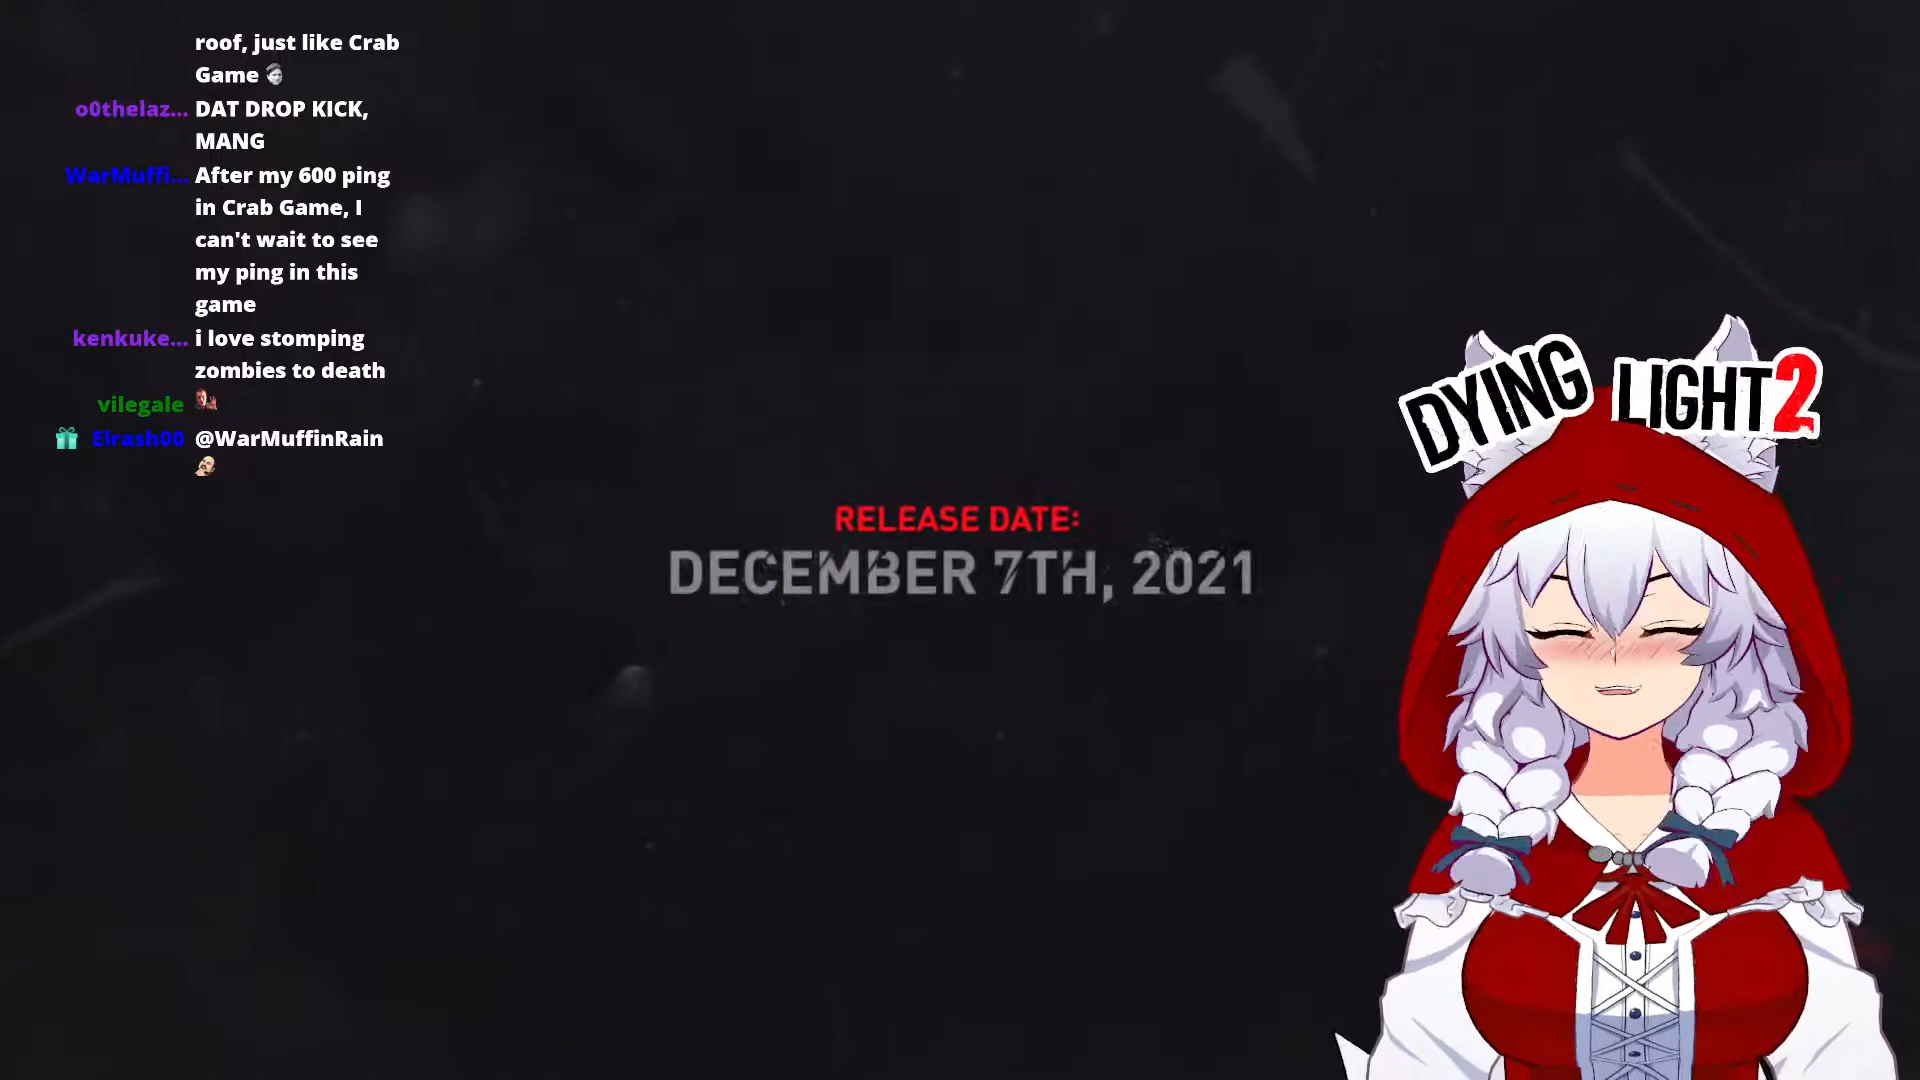 roof, just like Crab
Game
o0thelaz... DAT DROP KICK,
MANG
WarMuffi... After my 600 ping
in Crab Game, I
can't wait to see
my ping in this
game
kenkuke... i love stomping
zombies to death
vilegale
Elrash00 @WarMuffinRain
DYING LIGHT 2
RELEASE DATE:
DECEMBER 7TH, 2021